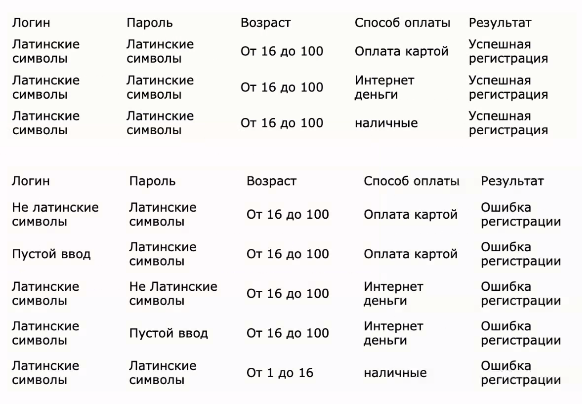 Логин Пароль Возраст Способ оплаты Результат
Латинские Латинские От 16 до 100 Оплата картой Успешная
символы символы регистрация
Латинские Латинские От 16 до 100 Интернет Успешная
символы символы деньги регистрация
Латинские Латинские От 16 до 100 наличные Успешная
символы символы регистрация
Логин Пароль Возраст Способ оплаты Результат
Не латинские Латинские От 16 до 100 Оплата картой Ошибка
символы символы регистрации
Пустой ввод Латинские От 16 до 100 Оплата картой Ошибка
символы регистрации
Латинские Не Латинские От 16 до 100 Интернет Ошибка
символы символы деньги регистрации
Латинские Пустой ввод От 16 до 100 Интернет Ошибка
символы деньги регистрации
Латинские Латинские От 1 до 16 наличные Ошибка
символы символы регистрации